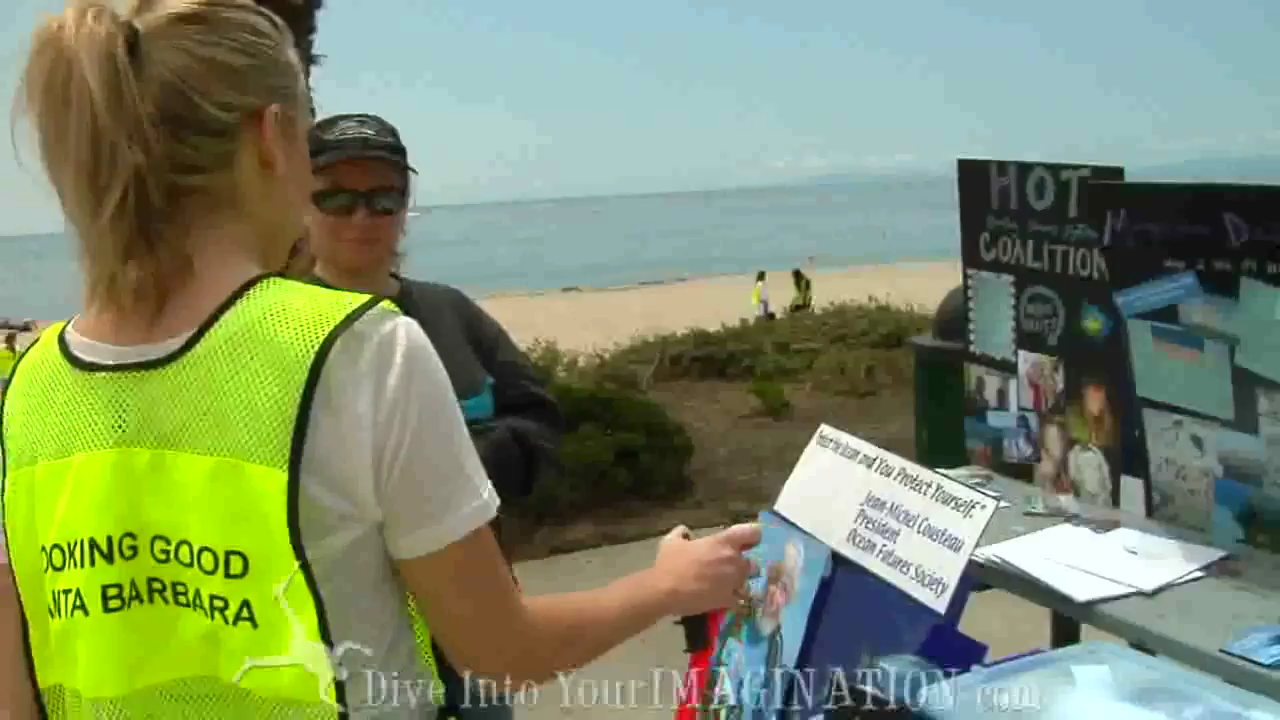 HOT
COALITION
OOKING GOOD
NTA BARBARA
the Ocean and You Protect Yourself."
Jean-Michel Cousteau
President
Ocean Futures Society
Dive Into YourIMAGINATION.com